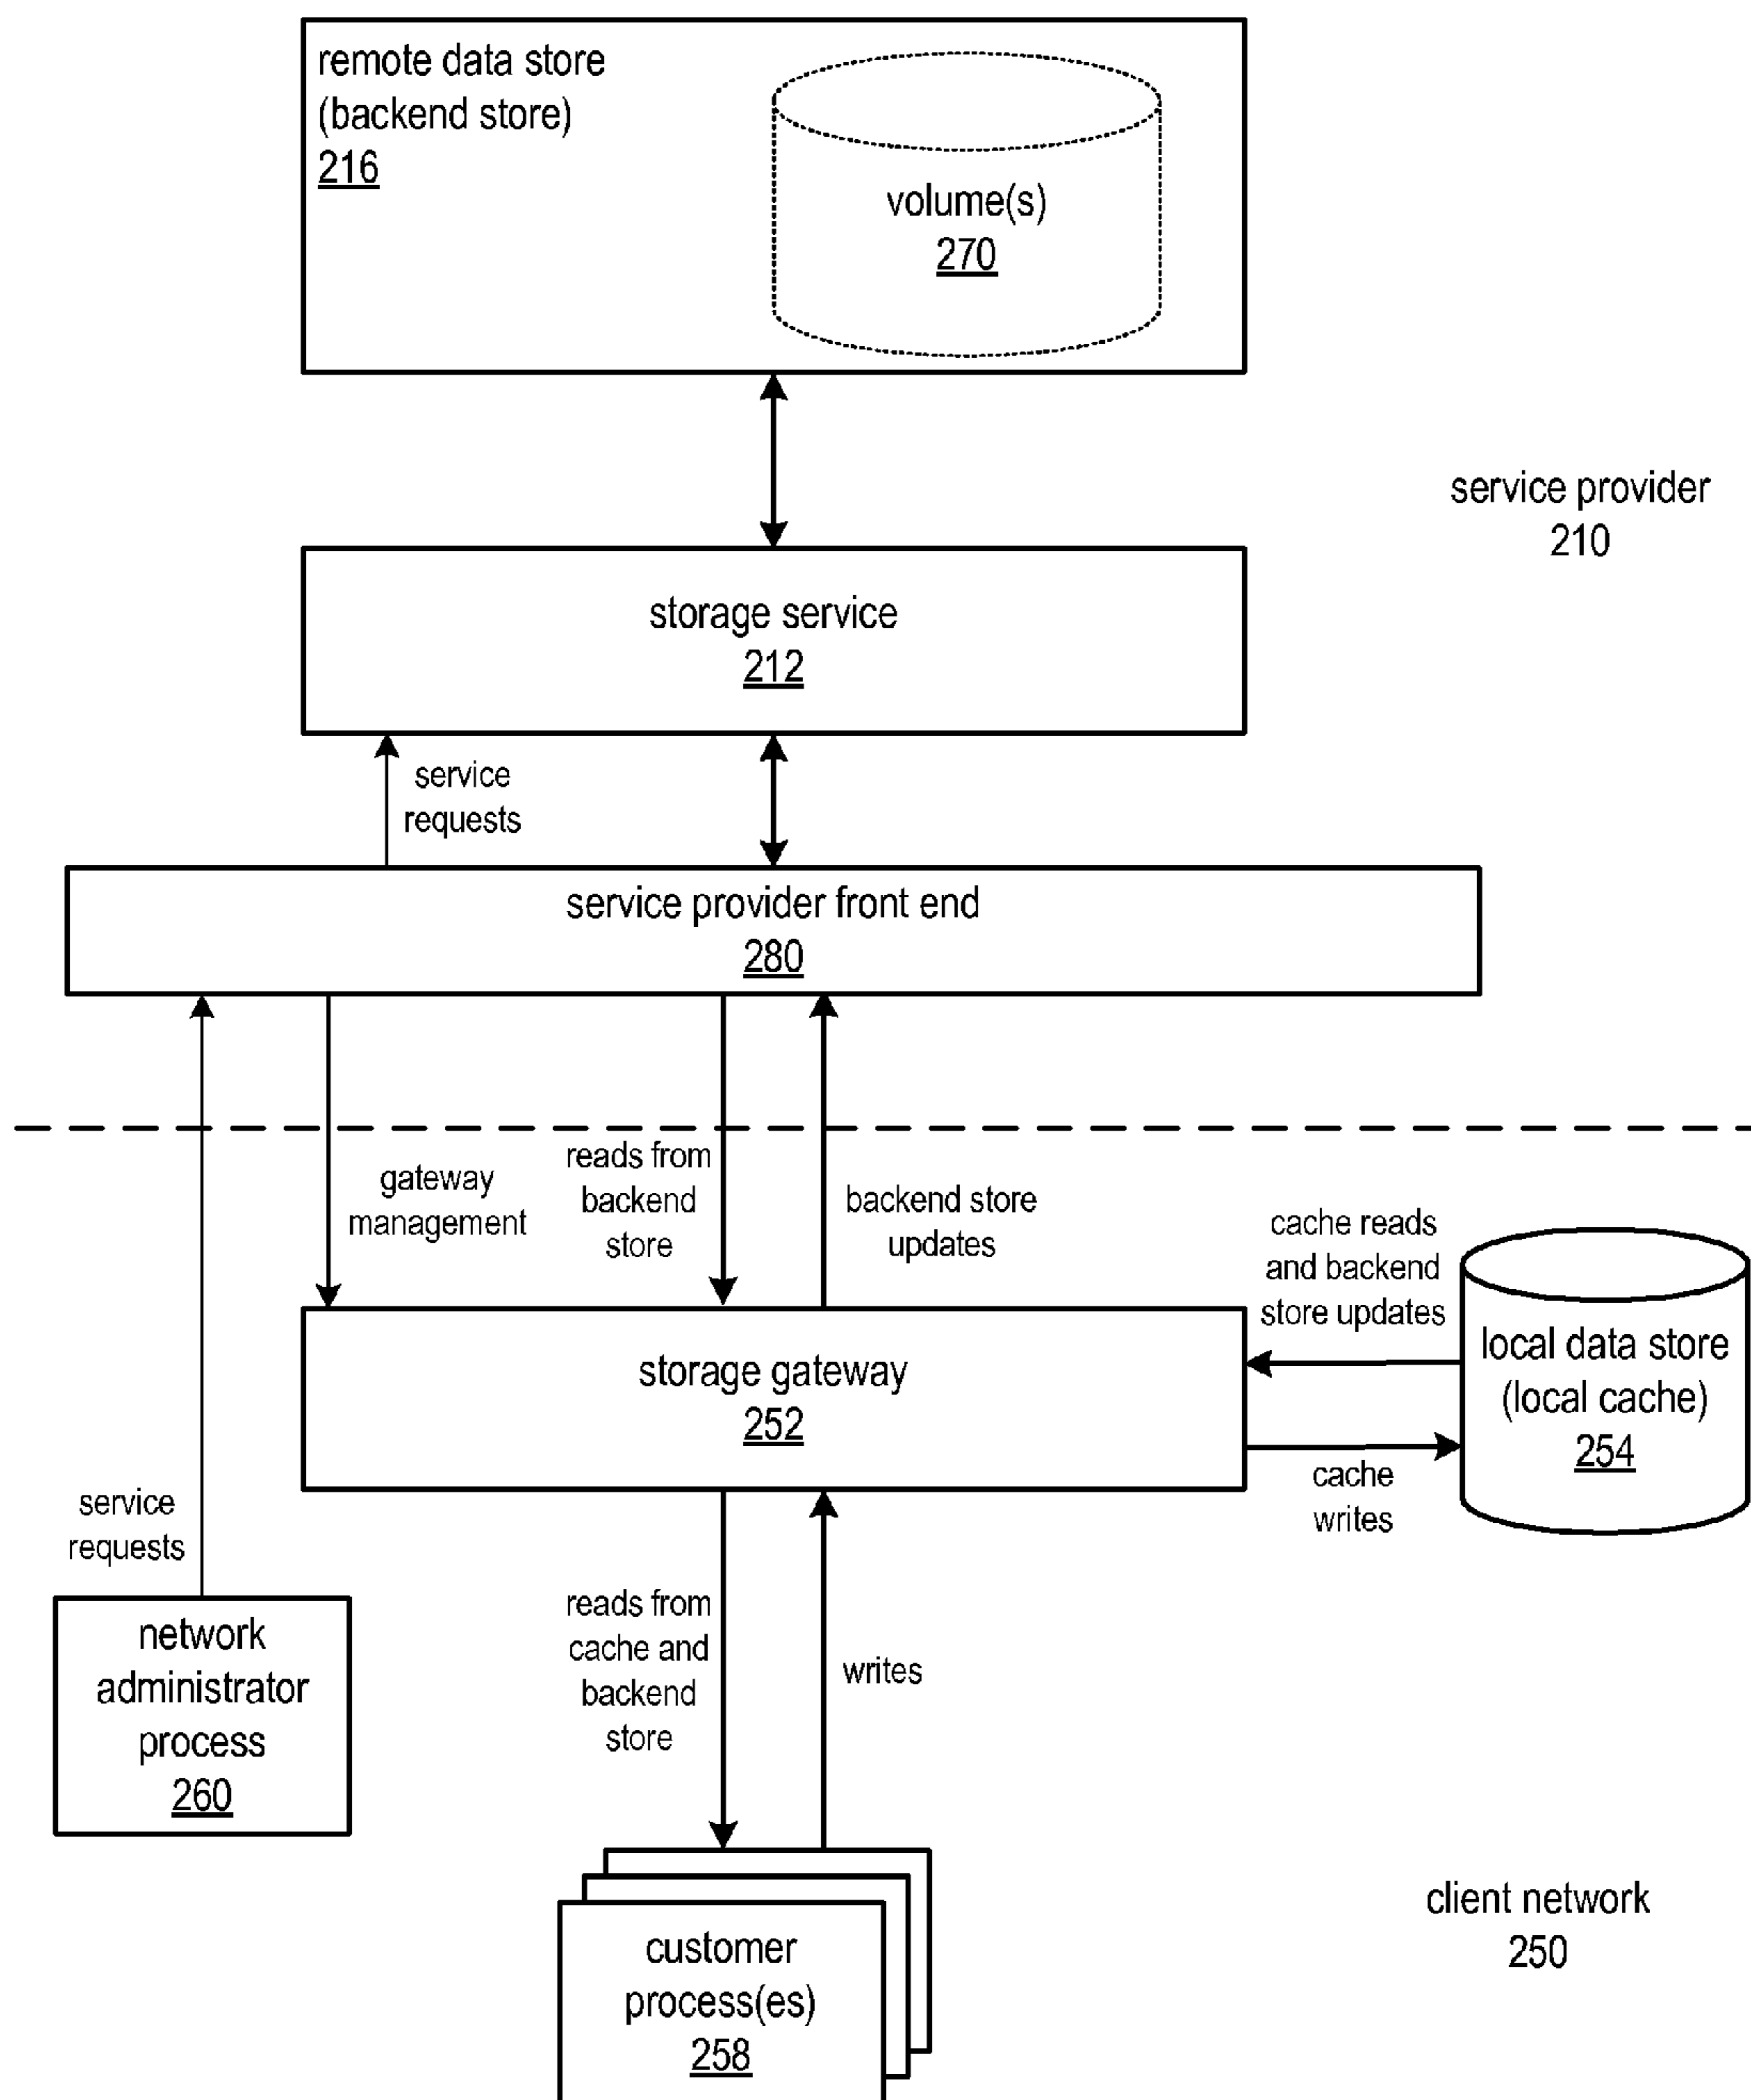 remote data store
(backend store)
216
volume(s)
270
service provider
210
storage service
212
service
requests
service provider front end
280
gateway
management
reads from
backend
store
backend store
updates
cache reads
and backend
store updates
local data store
(local cache)
254
storage gateway
252
cache
writes
service
requests
network
administrator
process
260
reads from
cache and
backend
store
writes
customer
process(es)
258
client network
250